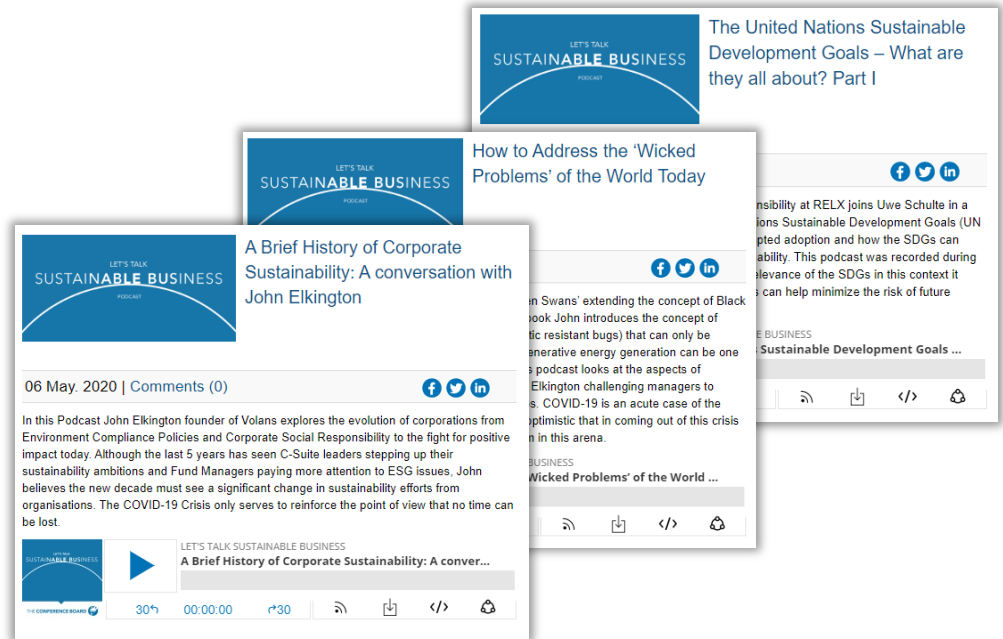 LET'S TALK
SUSTAINABLE BUSINESS
PODCAST
The United Nations Sustainable
Development Goals – What are
they all about? Part I
nsibility at RELX joins Uwe Schulte in a
ions Sustainable Development Goals (UN
pted adoption and how the SDGs can
ability. This podcast was recorded during
elevance of the SDGs in this context it
s can help minimize the risk of future
E BUSINESS
s Sustainable Development Goals ...
LET'S TALK
SUSTAINABLE BUSINESS
PODCAST
How to Address the ‘Wicked
Problems’ of the World Today
en Swans’ extending the concept of Black
book John introduces the concept of
tic resistant bugs) that can only be
enerative energy generation can be one
s podcast looks at the aspects of
Elkington challenging managers to
s. COVID-19 is an acute case of the
optimistic that in coming out of this crisis
n in this arena.
BUSINESS
Wicked Problems’ of the World ...
LET'S TALK
SUSTAINABLE BUSINESS
PODCAST
A Brief History of Corporate
Sustainability: A conversation with
John Elkington
06 May. 2020 | Comments (0)
In this Podcast John Elkington founder of Volans explores the evolution of corporations from
Environment Compliance Policies and Corporate Social Responsibility to the fight for positive
impact today. Although the last 5 years has seen C-Suite leaders stepping up their
sustainability ambitions and Fund Managers paying more attention to ESG issues, John
believes the new decade must see a significant change in sustainability efforts from
organisations. The COVID-19 Crisis only serves to reinforce the point of view that no time can
be lost.
LET'S TALK
SUSTAINABLE BUSINESS
THE CONFERENCE BOARD
LET'S TALK SUSTAINABLE BUSINESS
A Brief History of Corporate Sustainability: A conver...
30 00:00:00 30